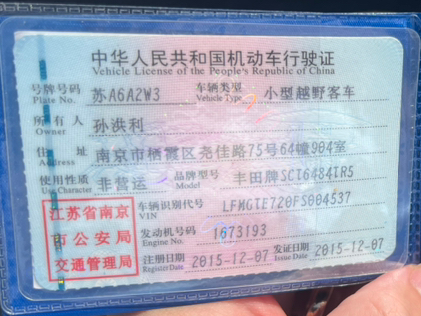 中华人民共和国机动车行驶证
Vehicle License of the People's Republic of China
号牌号码 苏A6A2W3 车辆类型 小型越野客车
Plate No. Vehicle Type
所有人 孙洪利
Owner
住址 南京市栖霞区尧佳路75号64幢904室
Address
使用性质 非营运 品牌型号 丰田牌SCT6484IR5
Use Character Model
江苏省南京
市公安局
交通管理局
车辆识别代号 LFMGTE720FS004537
VIN
发动机号码 1673193
Engine No.
注册日期 2015-12-07 发证日期 2015-12-07
Register Date Issue Date